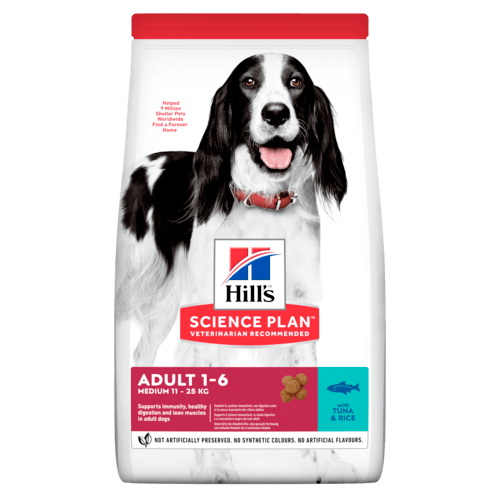 Helped
9 Million
Shelter Pets
Worldwide
Find a Forever
Home
Hill's
SCIENCE PLAN™
VETERINARIAN RECOMMENDED
ADULT 1-6
MEDIUM 11 - 25 KG
Supports immunity, healthy
digestion and lean muscles
in adult dogs
with
TUNA
& RICE
NOT ARTIFICIALLY PRESERVED. NO SYNTHETIC COLOURS. NO ARTIFICIAL FLAVOURS.